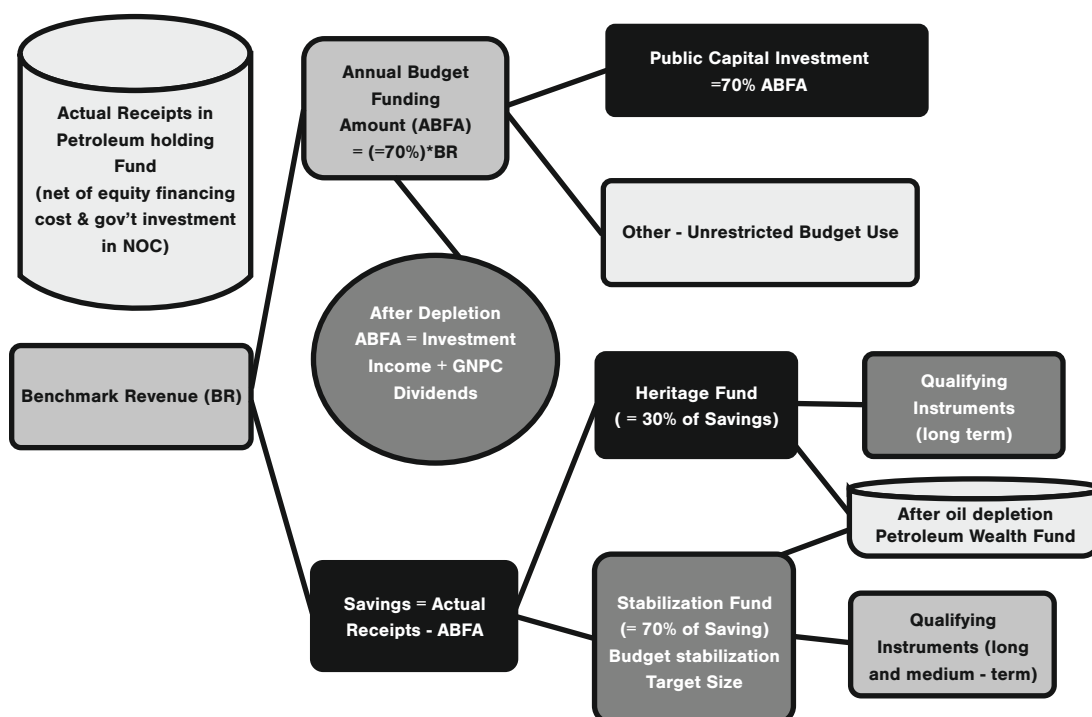 Actual Receipts in
Petroleum holding
Fund
(net of equity financing
cost & gov't investment
in NOC)
Benchmark Revenue (BR)
Annual Budget
Funding
Amount (ABFA)
= (=70%)*BR
After Depletion
ABFA = Investment
Income + GNPC
Dividends
Savings = Actual
Receipts - ABFA
Public Capital Investment
=70% ABFA
Other - Unrestricted Budget Use
Heritage Fund
( = 30% of Savings)
Stabilization Fund
(= 70% of Saving)
Budget stabilization
Target Size
Qualifying
Instruments
(long term)
After oil depletion
Petroleum Wealth Fund
Qualifying
Instruments (long
and medium - term)